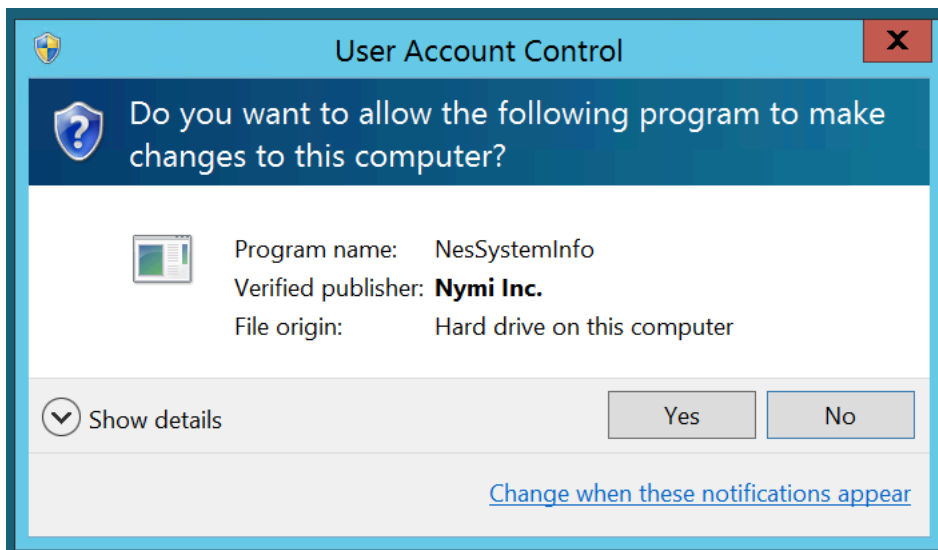 User Account Control
X
Do you want to allow the following program to make
changes to this computer?
Program name: NesSystemInfo
Verified publisher: Nymi Inc.
File origin: Hard drive on this computer
Show details
Yes
No
Change when these notifications appear